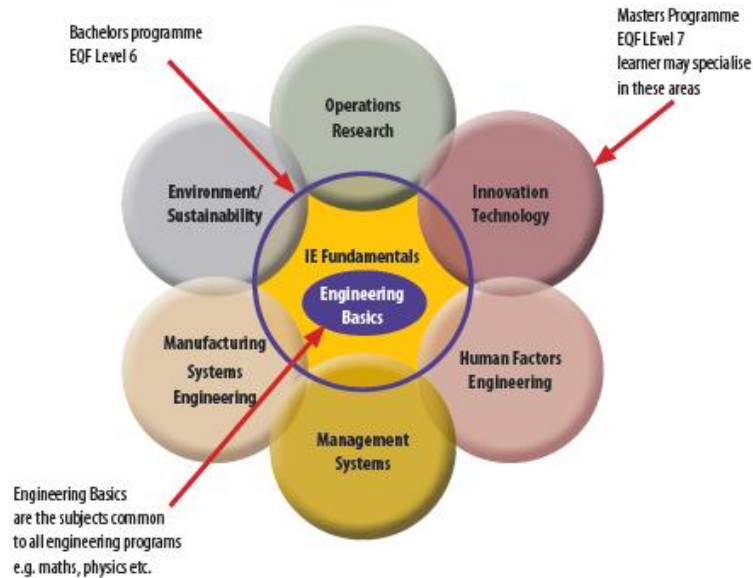 Bachelors programme
EQF Level 6
Masters Programme
EQF LEvel 7
learner may specialise
in these areas
Operations
Research
Environment/
Sustainability
Innovation
Technology
IE Fundamentals
Engineering
Basics
Manufacturing
Systems
Engineering
Human Factors
Engineering
Management
Systems
Engineering Basics
are the subjects common
to all engineering programs
e.g. maths, physics etc.